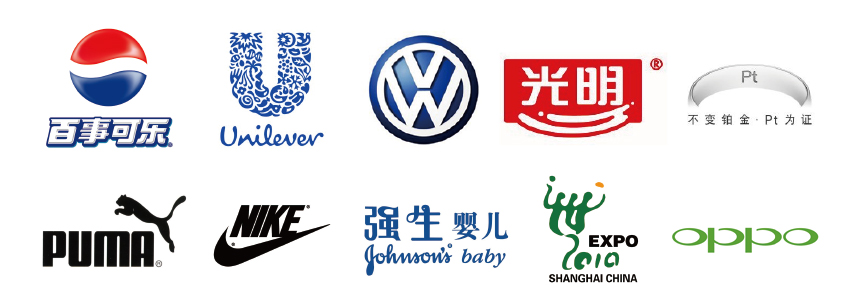 百事可乐®
Unilever
VW
光明®
Pt
不变铂金·Pt为证
PUMA®
NIKE®
强生 婴儿
Johnson's® baby
EXPO
2010
SHANGHAI CHINA
oppo